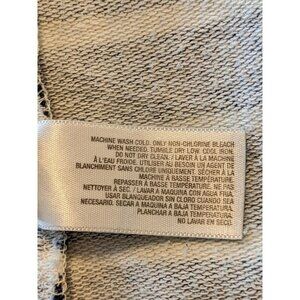 MACHINE WASH COLD. ONLY NON-CHLORINE BLEACH
WHEN NEEDED. TUMBLE DRY LOW. COOL IRON.
DO NOT DRY CLEAN. / LAVER À LA MACHINE
À L'EAU FROIDE. UTILISER AU BESOIN UN AGENT DE
BLANCHIMENT SANS CHLORE UNIQUEMENT. SÉCHER À LA
MACHINE À BASSE TEMPÉRATURE.
REPASSER À BASSE TEMPÉRATURE. NE PAS
NETTOYER À SEC. / LAVAR A MAQUINA CON AGUA FRIA.
USAR BLANQUEADOR SIN CLORO CUANDO SEA
NECESARIO. SECAR A MAQUINA A BAJA TEMPERATURA.
PLANCHAR A BAJA TEMPERATURA.
NO LAVAR EN SECO.